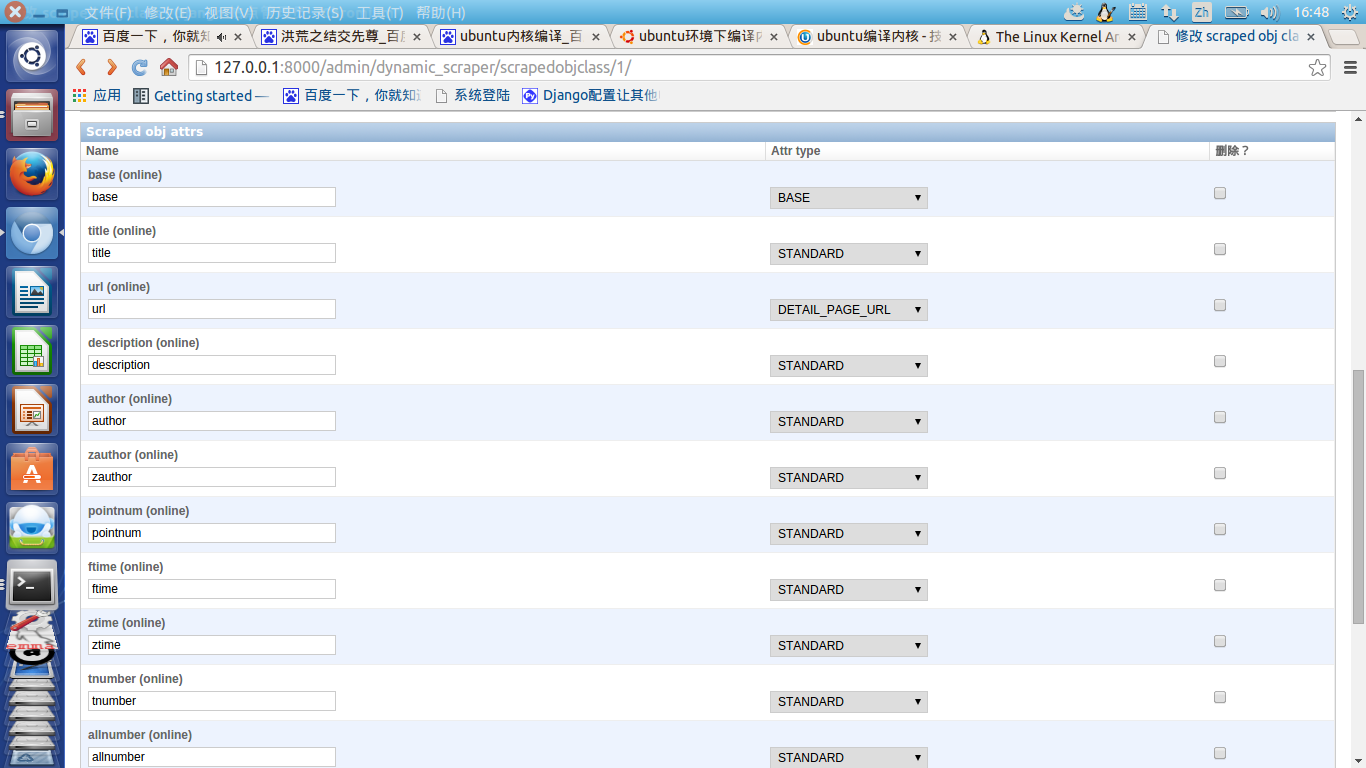 文件(F) 修改(E) 视图(V) 历史记录(S) 工具(T) 帮助(H) Zh 16:48
百度一下，你就知 洪荒之结交先尊_百度 ubuntu内核编译_百 ubuntu环境下编译内 ubuntu编译内核 - 技 The Linux Kernel Ar 修改 scraped obj cla
127.0.0.1:8000/admin/dynamic_scraper/scrapedobjclass/1/
应用 Getting started — 百度一下，你就知道 系统登陆 Django配置让其他
Scraped obj attrs
Name Attr type 删除？
base (online)
base BASE
title (online)
title STANDARD
url (online)
url DETAIL_PAGE_URL
description (online)
description STANDARD
author (online)
author STANDARD
zauthor (online)
zauthor STANDARD
pointnum (online)
pointnum STANDARD
ftime (online)
ftime STANDARD
ztime (online)
ztime STANDARD
tnumber (online)
tnumber STANDARD
allnumber (online)
allnumber STANDARD